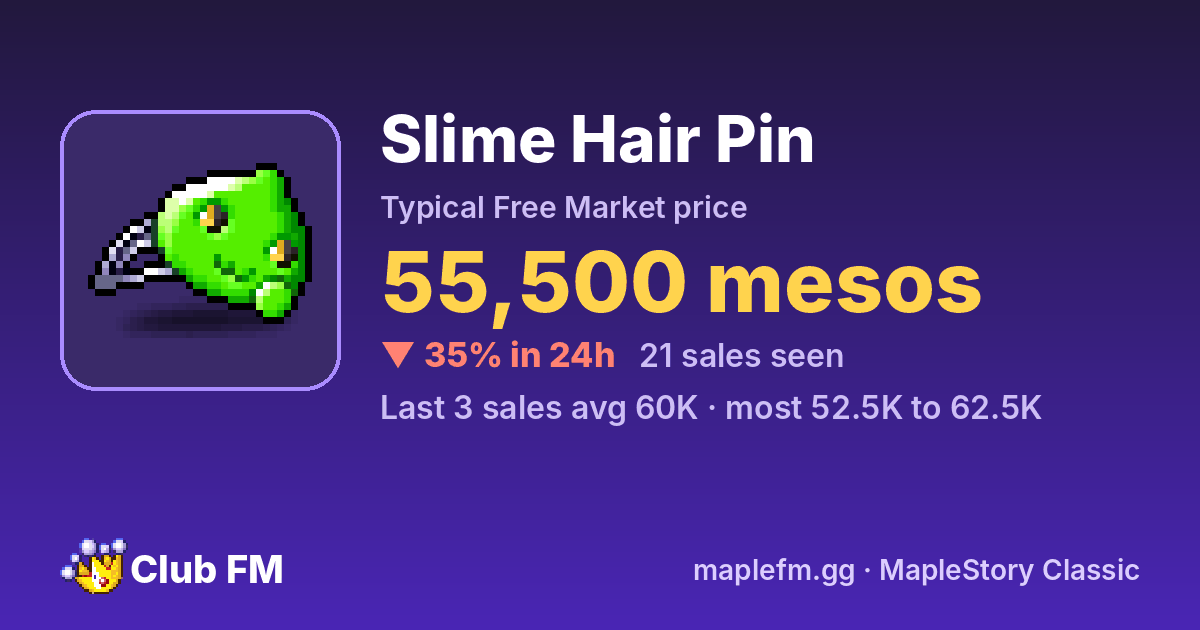 Slime Hair Pin
Typical Free Market price
55,500 mesos
▼ 35% in 24h 21 sales seen
Last 3 sales avg 60K · most 52.5K to 62.5K
Club FM
maplefm.gg · MapleStory Classic